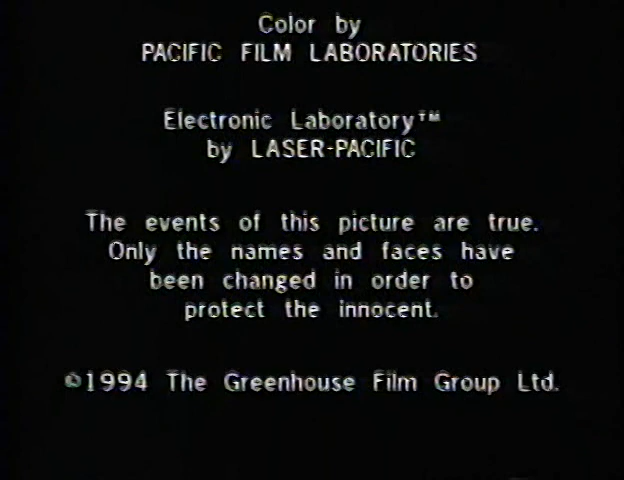 Color by
PACIFIC FILM LABORATORIES
Electronic Laboratory™
by LASER-PACIFIC
The events of this picture are true.
Only the names and faces have
been changed in order to
protect the innocent.
©1994 The Greenhouse Film Group Ltd.